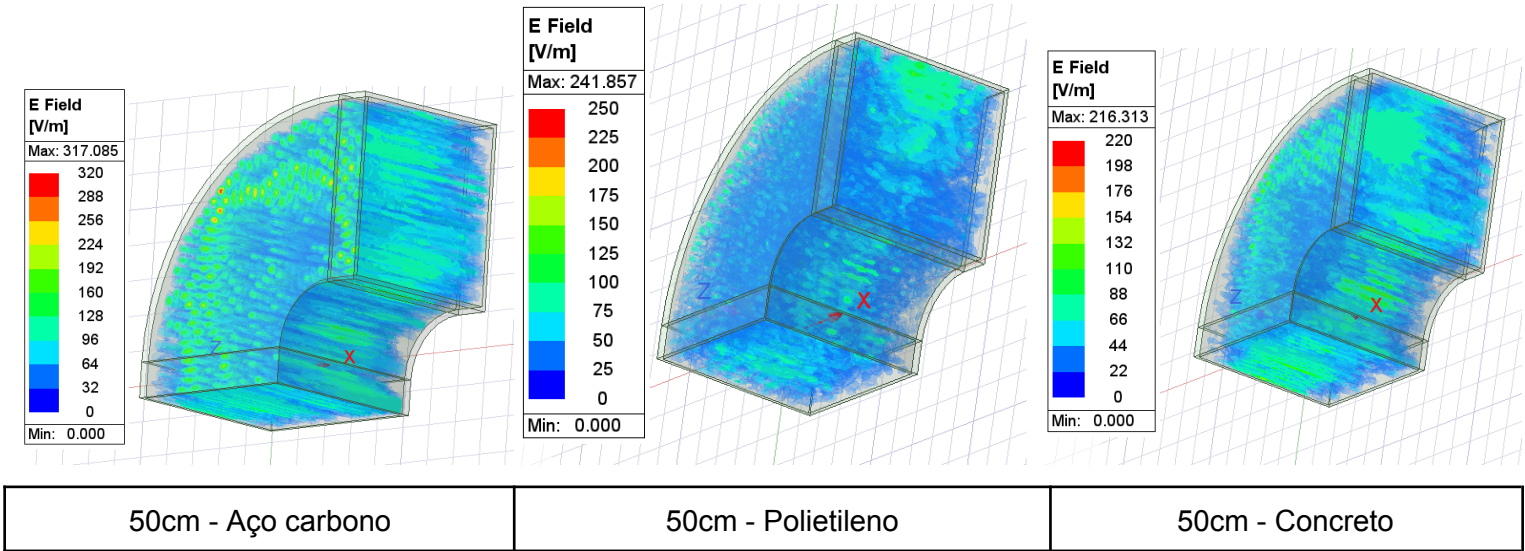 E Field
[V/m]
Max: 317.085
320
288
256
224
192
160
128
96
64
32
0
Min: 0.000
Z
X
E Field
[V/m]
Max: 241.857
250
225
200
175
150
125
100
75
50
25
0
Min: 0.000
Z
X
E Field
[V/m]
Max: 216.313
220
198
176
154
132
110
88
66
44
22
0
Min: 0.000
Z
X
50cm - Aço carbono
50cm - Polietileno
50cm - Concreto